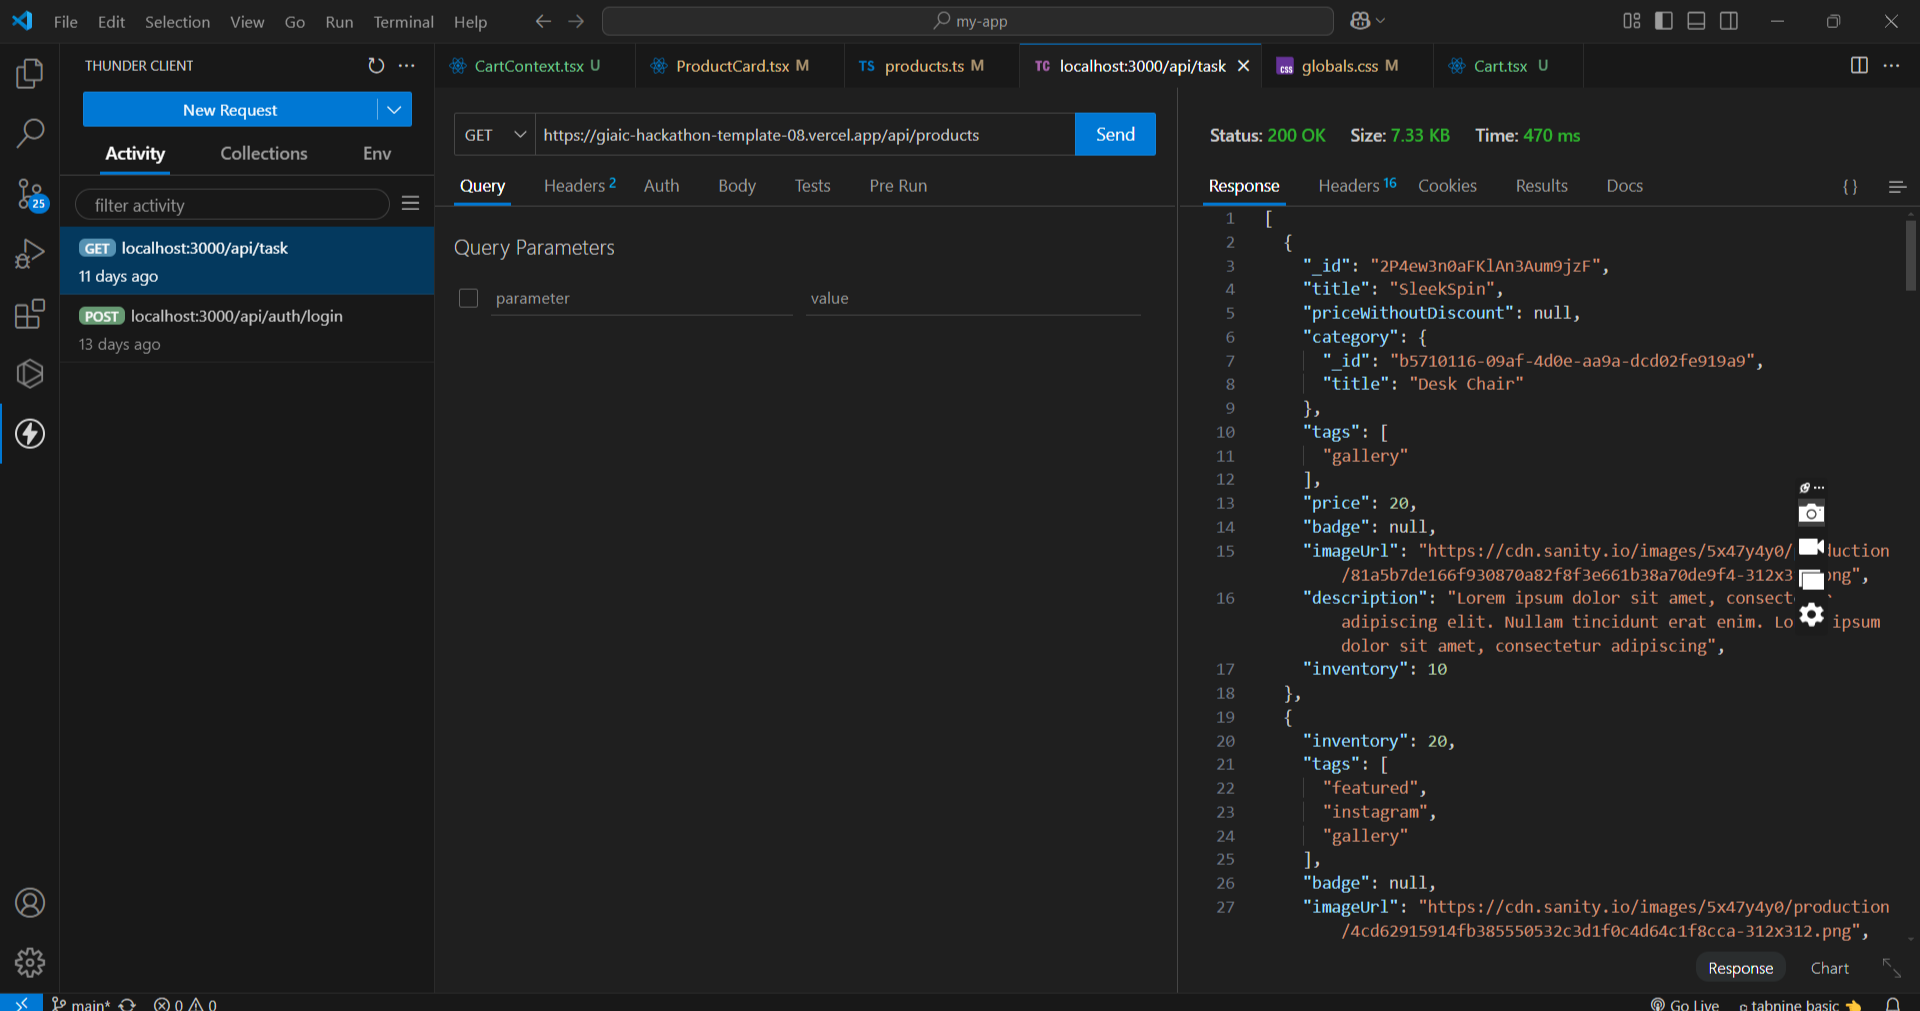 File Edit Selection View Go Run Terminal Help
my-app
THUNDER CLIENT
New Request
Activity Collections Env
filter activity
GET localhost:3000/api/task
11 days ago
POST localhost:3000/api/auth/login
13 days ago
CartContext.tsx U
ProductCard.tsx M
TS products.ts M
TC localhost:3000/api/task
css globals.css M
Cart.tsx U
GET https://giaic-hackathon-template-08.vercel.app/api/products Send
Query Headers 2 Auth Body Tests Pre Run
Query Parameters
parameter value
Status: 200 OK Size: 7.33 KB Time: 470 ms
Response Headers 16 Cookies Results Docs {}
1 [
2 {
3 "_id": "2P4ew3n0aFKlAn3Aum9jzF",
4 "title": "SleekSpin",
5 "priceWithoutDiscount": null,
6 "category": {
7 "_id": "b5710116-09af-4d0e-aa9a-dcd02fe919a9",
8 "title": "Desk Chair"
9 },
10 "tags": [
11 "gallery"
12 ],
13 "price": 20,
14 "badge": null,
15 "imageUrl": "https://cdn.sanity.io/images/5x47y4y0/ duction
/81a5b7de166f930870a82f8f3e661b38a70de9f4-312x3 ng",
16 "description": "Lorem ipsum dolor sit amet, consect r
adipiscing elit. Nullam tincidunt erat enim. Lo ipsum
dolor sit amet, consectetur adipiscing",
17 "inventory": 10
18 },
19 {
20 "inventory": 20,
21 "tags": [
22 "featured",
23 "instagram",
24 "gallery"
25 ],
26 "badge": null,
27 "imageUrl": "https://cdn.sanity.io/images/5x47y4y0/production
/4cd62915914fb385550532c3d1f0c4d64c1f8cca-312x312.png",
Response Chart
25
main* 0 0
Go Live tabnine basic